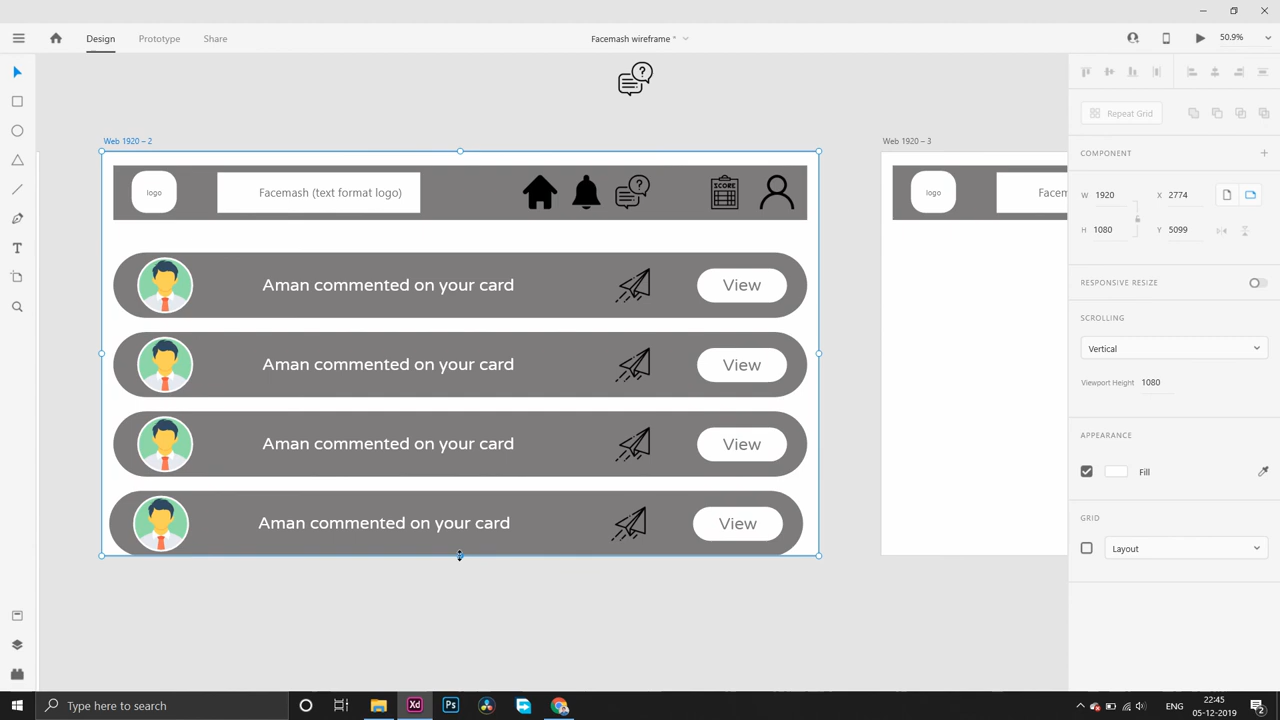 Design
Prototype
Share
Facemash wireframe *
50.9%
Repeat Grid
Web 1920 – 2
Web 1920 – 3
COMPONENT
logo
Facemash (text format logo)
SCORE
logo
Facem
W 1920
X 2774
H 1080
Y 5099
Aman commented on your card
View
RESPONSIVE RESIZE
SCROLLING
Vertical
Aman commented on your card
View
Viewport Height 1080
Aman commented on your card
View
APPEARANCE
Fill
Aman commented on your card
View
GRID
Layout
Type here to search
Xd
Ps
ENG
22:45
05-12-2019
2